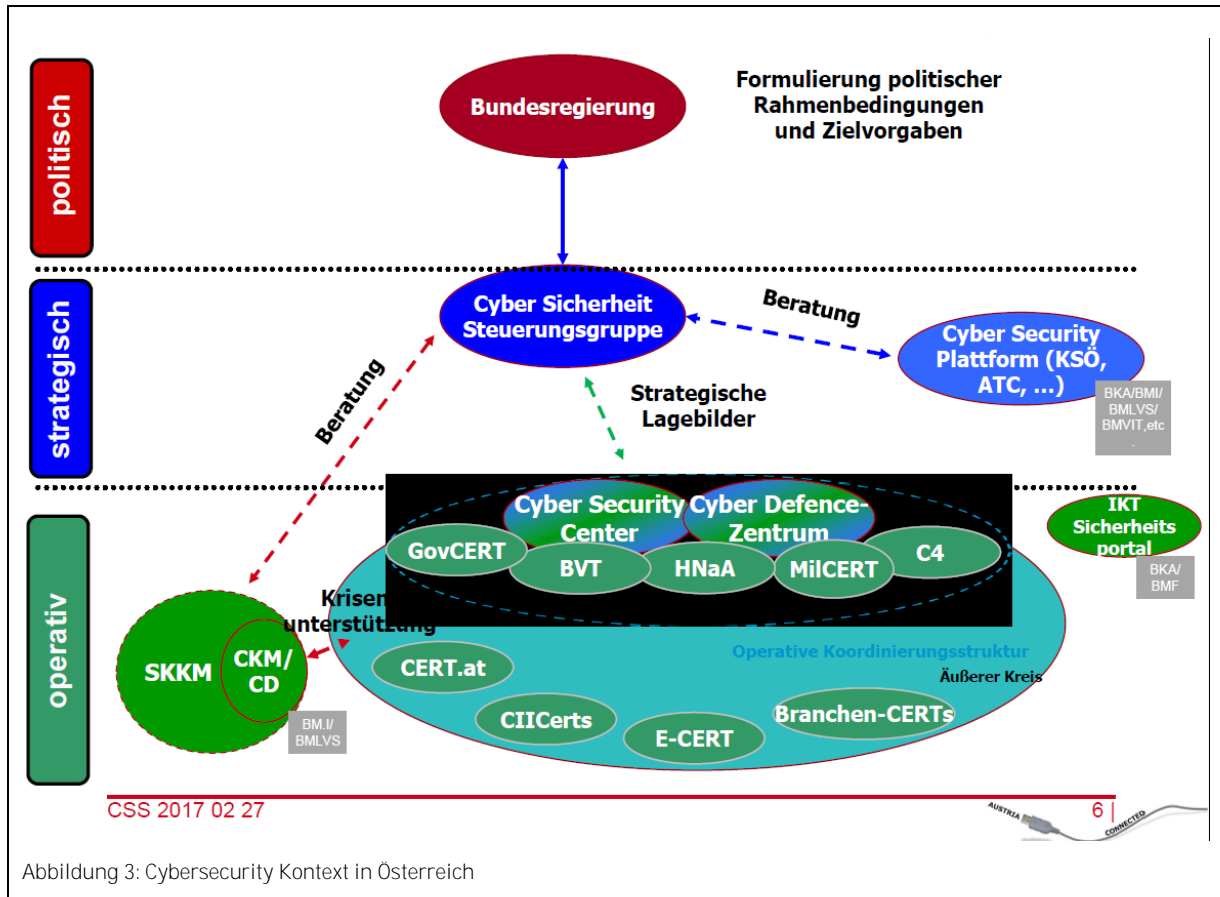 politisch
Bundesregierung
Formulierung politischer
Rahmenbedingungen
und Zielvorgaben
strategisch
Cyber Sicherheit
Steuerungsgruppe
Beratung
Cyber Security
Plattform (KSÖ,
ATC, ...)
BKA/BMI/
BMLVS/
BMVIT,etc
.
Beratung
Strategische
Lagebilder
operativ
Cyber Security
Center
Cyber Defence-
Zentrum
GovCERT
BVT
HNaA
MilCERT
C4
IKT
Sicherheits
portal
BKA/
BMF
Krisen
unterstützung
SKKM
CKM/
CD
BM.I/
BMLVS
Operative Koordinierungsstruktur
Äußerer Kreis
CERT.at
CIICerts
E-CERT
Branchen-CERTs
CSS 2017 02 27
6 |
AUSTRIA
CONNECTED
Abbildung 3: Cybersecurity Kontext in Österreich